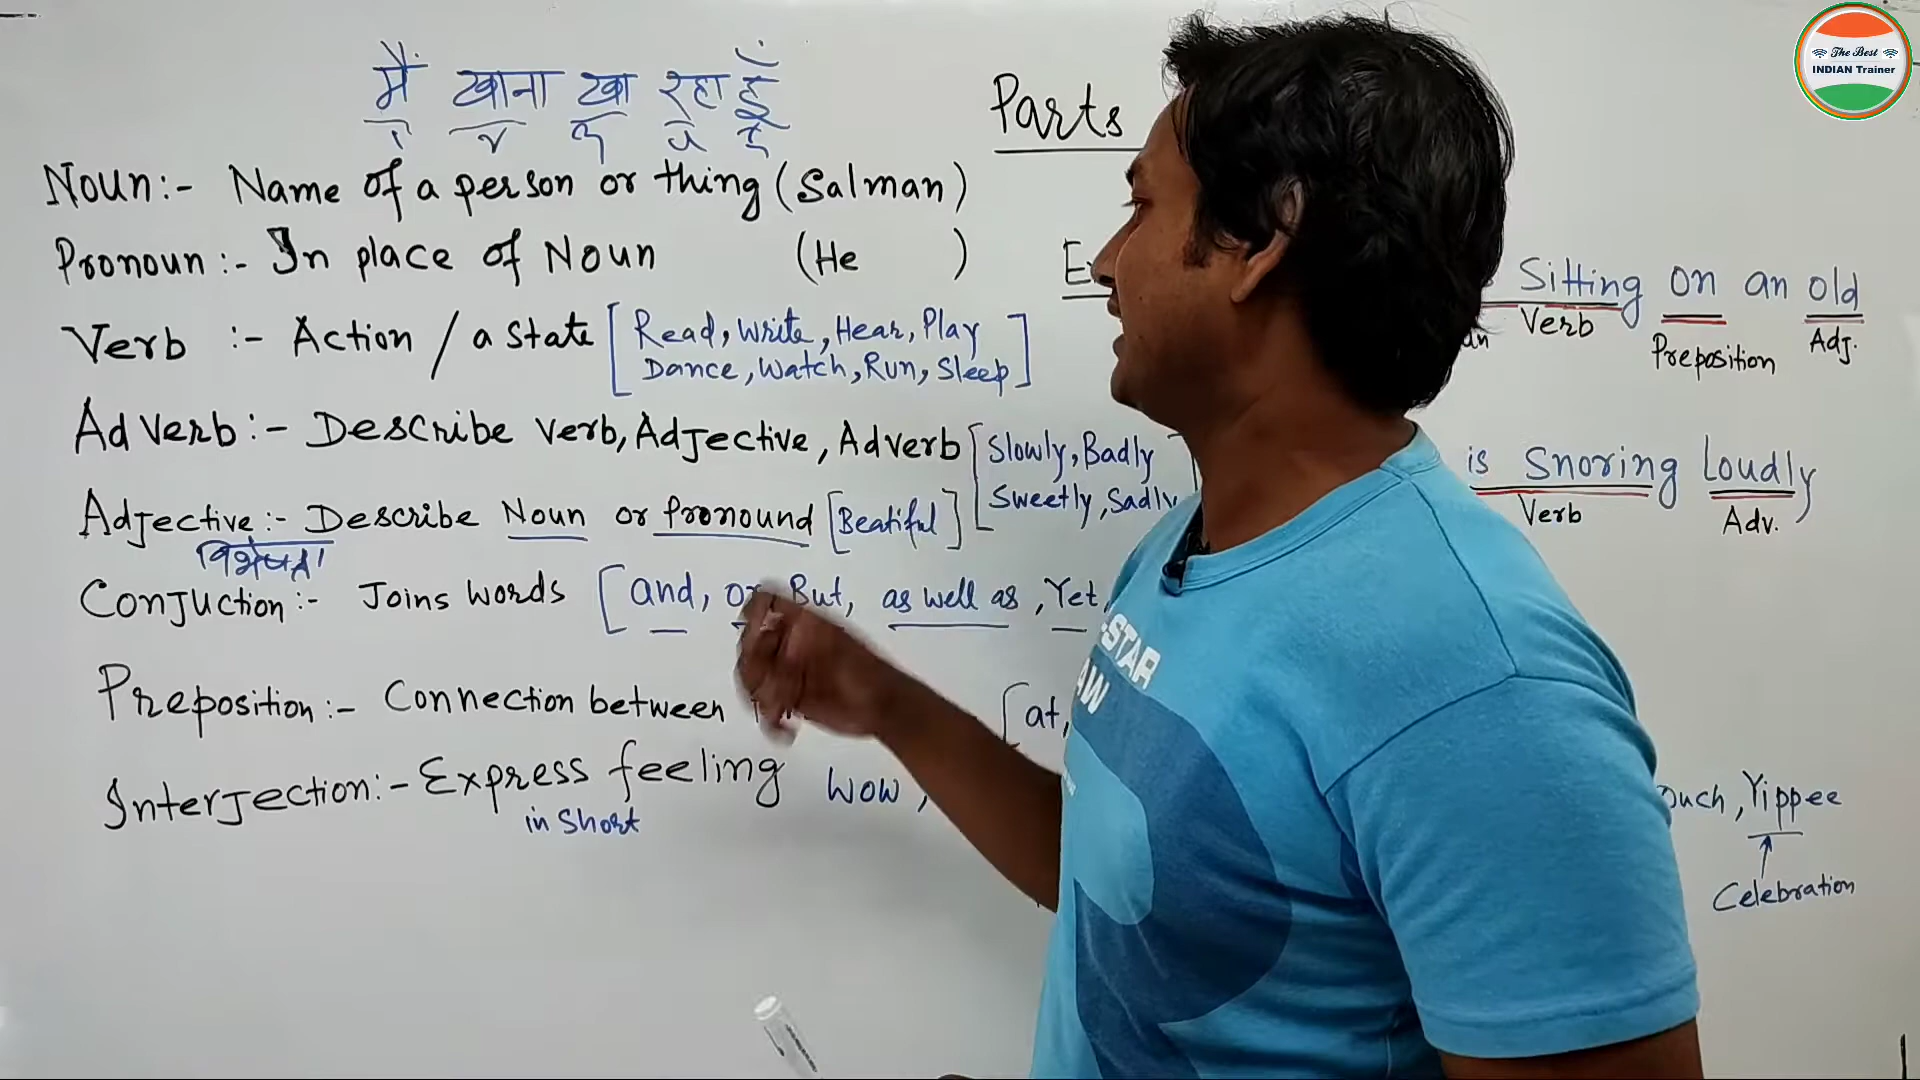 मैं खाना खा रहा हूँ
Parts
The Best
INDIAN Trainer
Noun:- Name of a person or thing (Salman)
Pronoun:- In place of Noun (He )
Verb :- Action / a state [Read, Write, Hear, Play
Dance, Watch, Run, Sleep]
Sitting on an old
Verb
Preposition
Adj.
AdVerb:- Describe Verb, Adjective, Adverb [Slowly, Badly
Sweetly, Sadly
is Snoring Loudly
Verb
Adv.
Adjective:- Describe Noun or Pronound [Beatiful]
Conjuction:- Joins Words [and, or, But, as well as, Yet,
-STAR
AW
Preposition:- Connection between
[at,
Interjection:- Express feeling Wow,
in Short
ouch, Yippee
Celebration